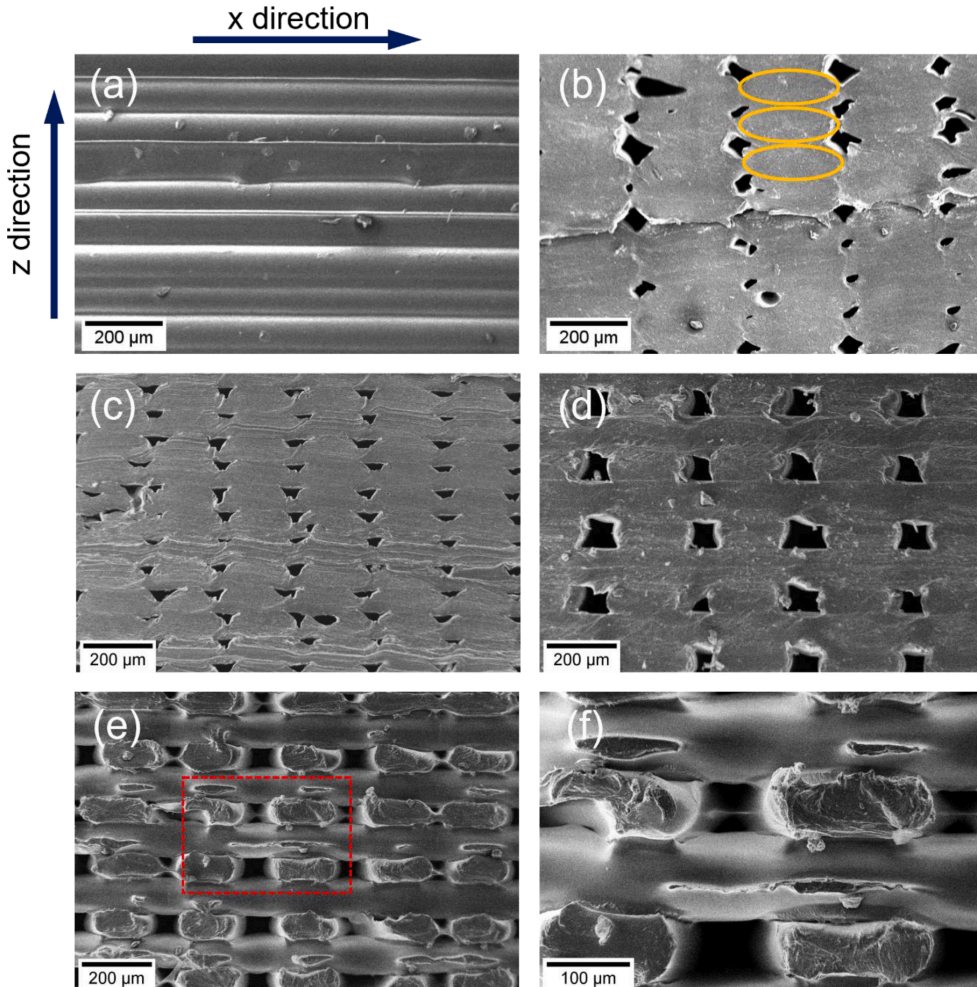 x direction
z direction
(a)
200 µm
(b)
200 µm
(c)
200 µm
(d)
200 µm
(e)
200 µm
(f)
100 µm